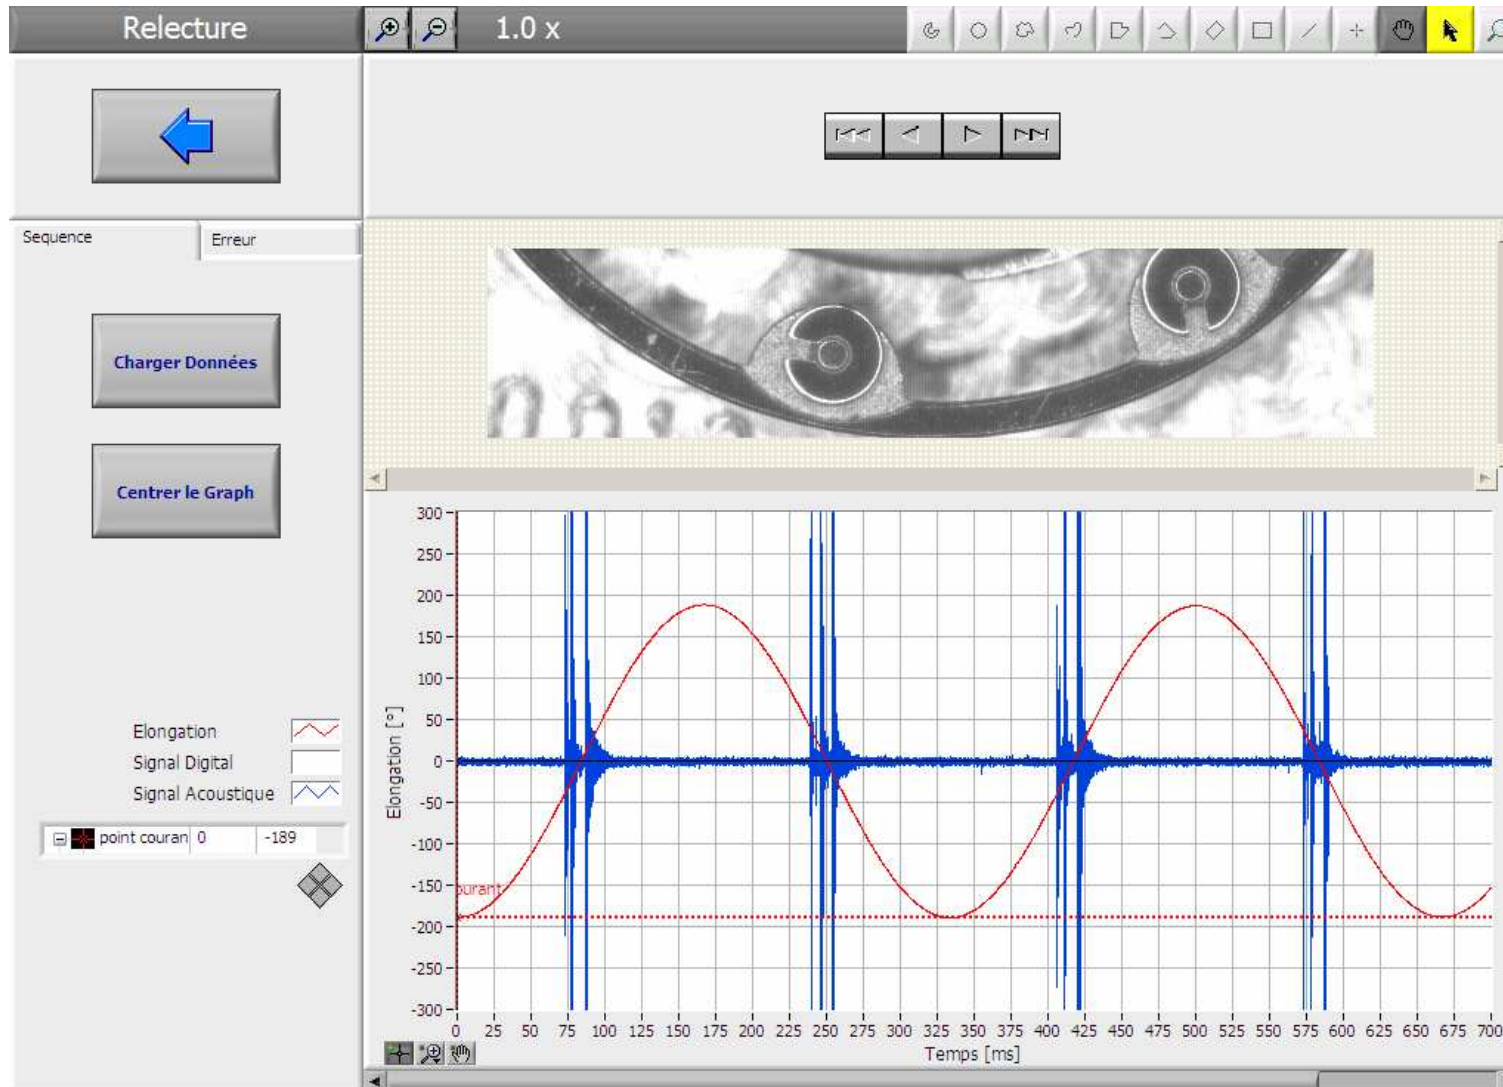 Relecture
1.0 x
Sequence
Erreur
Charger Données
Centrer le Graph
Elongation
Signal Digital
Signal Acoustique
point couran 0 -189
300
250
200
150
100
50
0
-50
-100
-150
-200
-250
-300
Elongation [°]
ourant
0 25 50 75 100 125 150 175 200 225 250 275 300 325 350 375 400 425 450 475 500 525 550 575 600 625 650 675 700
Temps [ms]